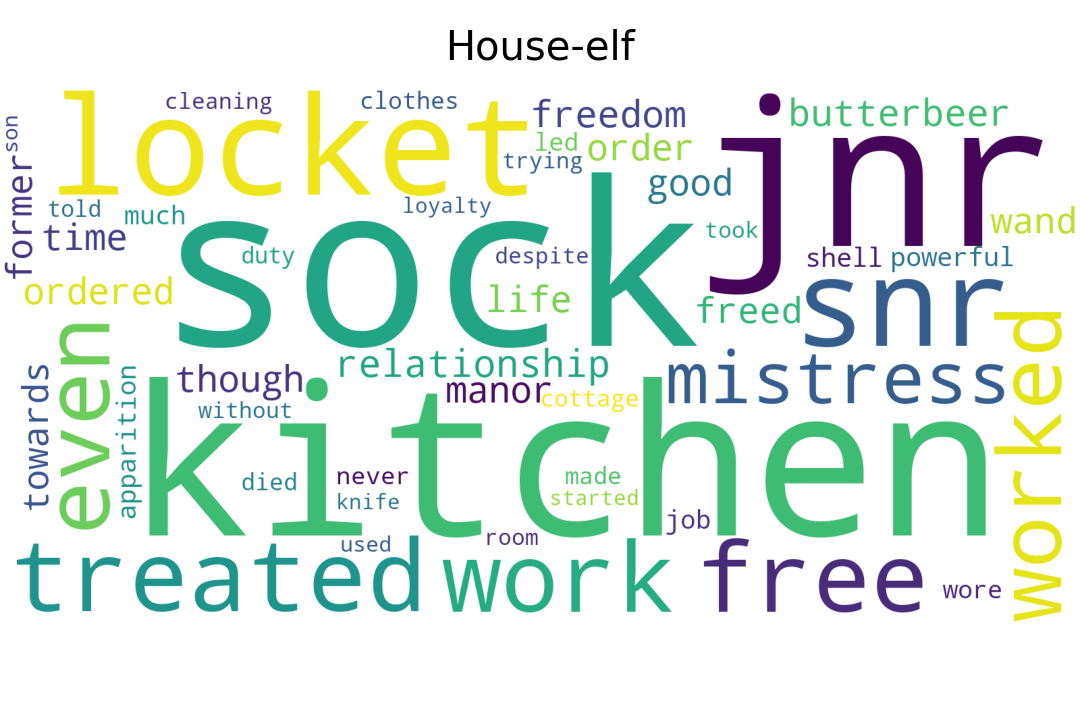 House-elf
cleaning
clothes
locket
freedom
jnr
butterbeer
son
former
led
order
trying
told
much
time
loyalty
good
took
wand
sock
duty
despite
shell
powerful
ordered
life
freed
snr
even
relationship
mistress
worked
towards
apparition
though
manor
cottage
without
kitchen
died
never
knife
made
started
job
room
used
treated
work
free
wore